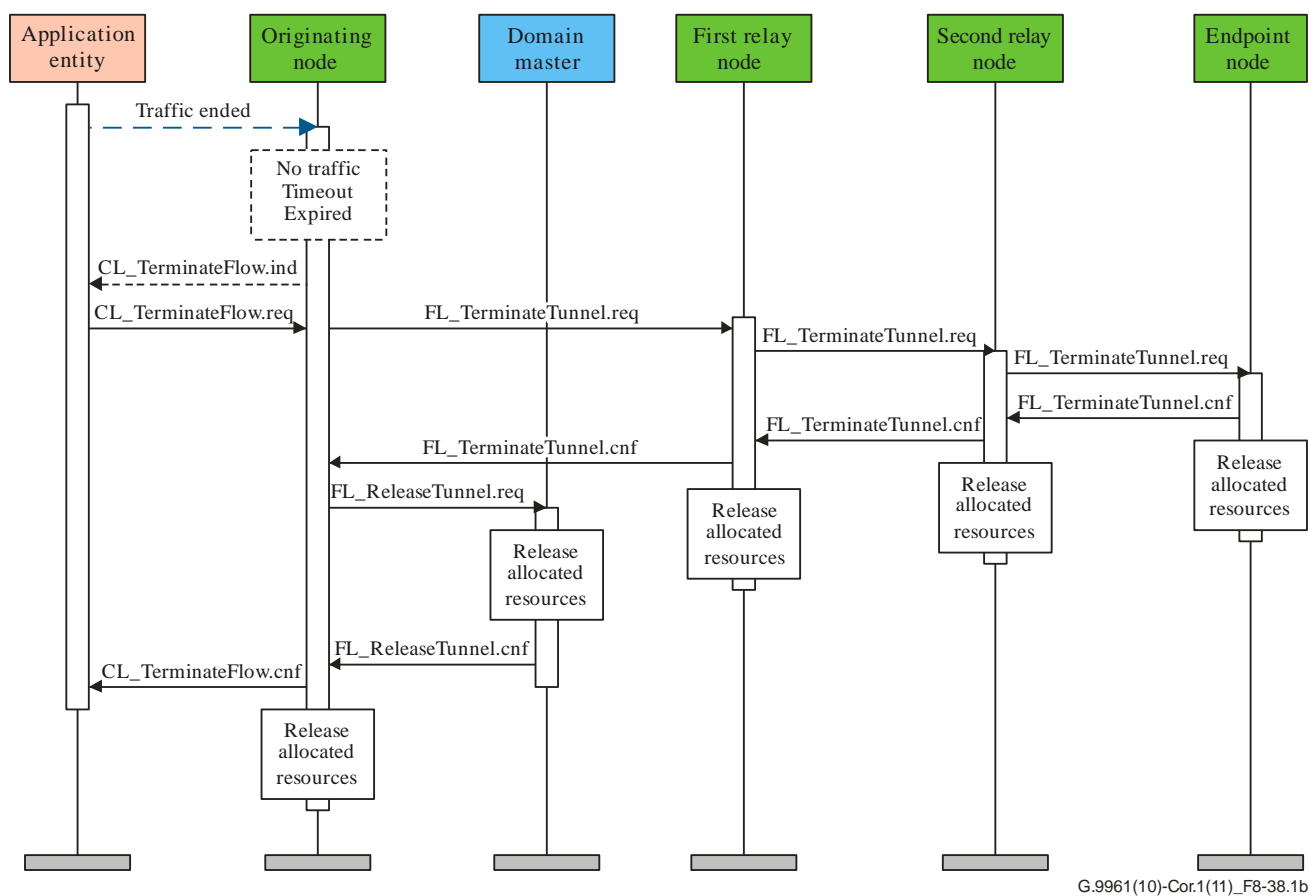 Application
entity
Originating
node
Domain
master
First relay
node
Second relay
node
Endpoint
node
Traffic ended
No traffic
Timeout
Expired
CL_TerminateFlow.ind
CL_TerminateFlow.req
FL_TerminateTunnel.req
FL_TerminateTunnel.req
FL_TerminateTunnel.req
FL_TerminateTunnel.cnf
FL_TerminateTunnel.cnf
FL_TerminateTunnel.cnf
Release
allocated
resources
Release
allocated
resources
FL_ReleaseTunnel.req
Release
allocated
resources
Release
allocated
resources
FL_ReleaseTunnel.cnf
CL_TerminateFlow.cnf
Release
allocated
resources
G.9961(10)-Cor.1(11)_F8-38.1b